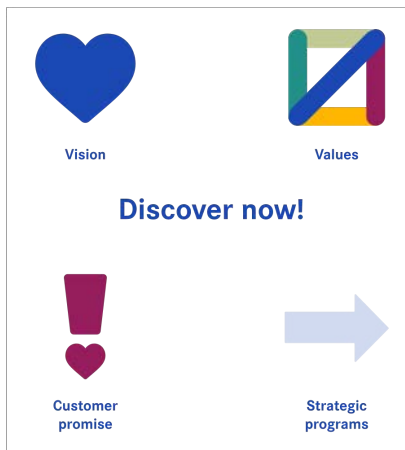 Vision
Values
Discover now!
Customer
promise
Strategic
programs